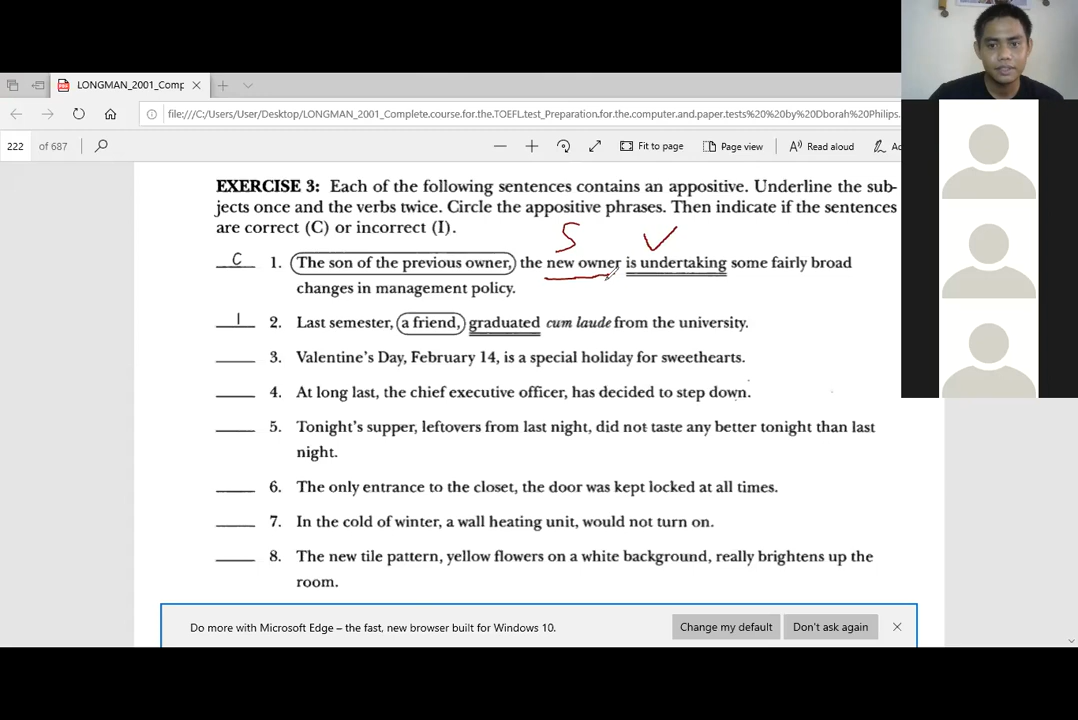 LONGMAN_2001_Comp
file:///C:/Users/User/Desktop/LONGMAN_2001_Complete.course.for.the.TOEFL.test_Preparation.for.the.computer.and.paper.tests%20%20by%20Dborah%20Philips.
222 of 687 Fit to page Page view Read aloud
EXERCISE 3: Each of the following sentences contains an appositive. Underline the sub-
jects once and the verbs twice. Circle the appositive phrases. Then indicate if the sentences
are correct (C) or incorrect (I).
S V
C 1. The son of the previous owner, the new owner is undertaking some fairly broad
changes in management policy.
I 2. Last semester, a friend, graduated cum laude from the university.
3. Valentine's Day, February 14, is a special holiday for sweethearts.
4. At long last, the chief executive officer, has decided to step down.
5. Tonight's supper, leftovers from last night, did not taste any better tonight than last
night.
6. The only entrance to the closet, the door was kept locked at all times.
7. In the cold of winter, a wall heating unit, would not turn on.
8. The new tile pattern, yellow flowers on a white background, really brightens up the
room.
Do more with Microsoft Edge – the fast, new browser built for Windows 10. Change my default Don't ask again